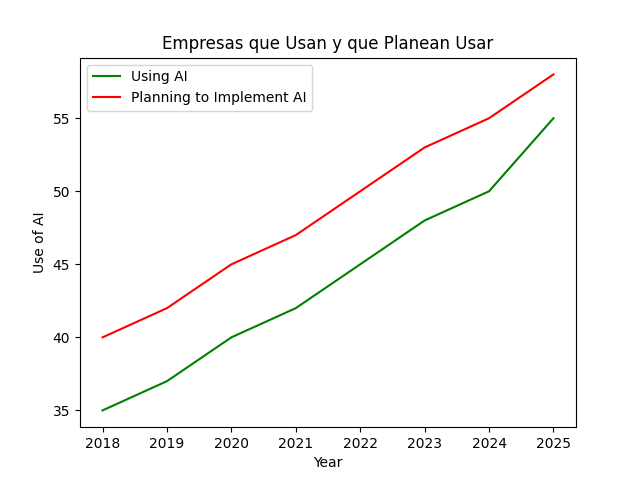 Empresas que Usan y que Planean Usar
Using AI
Planning to Implement AI
Use of AI
55
50
45
40
35
2018 2019 2020 2021 2022 2023 2024 2025
Year